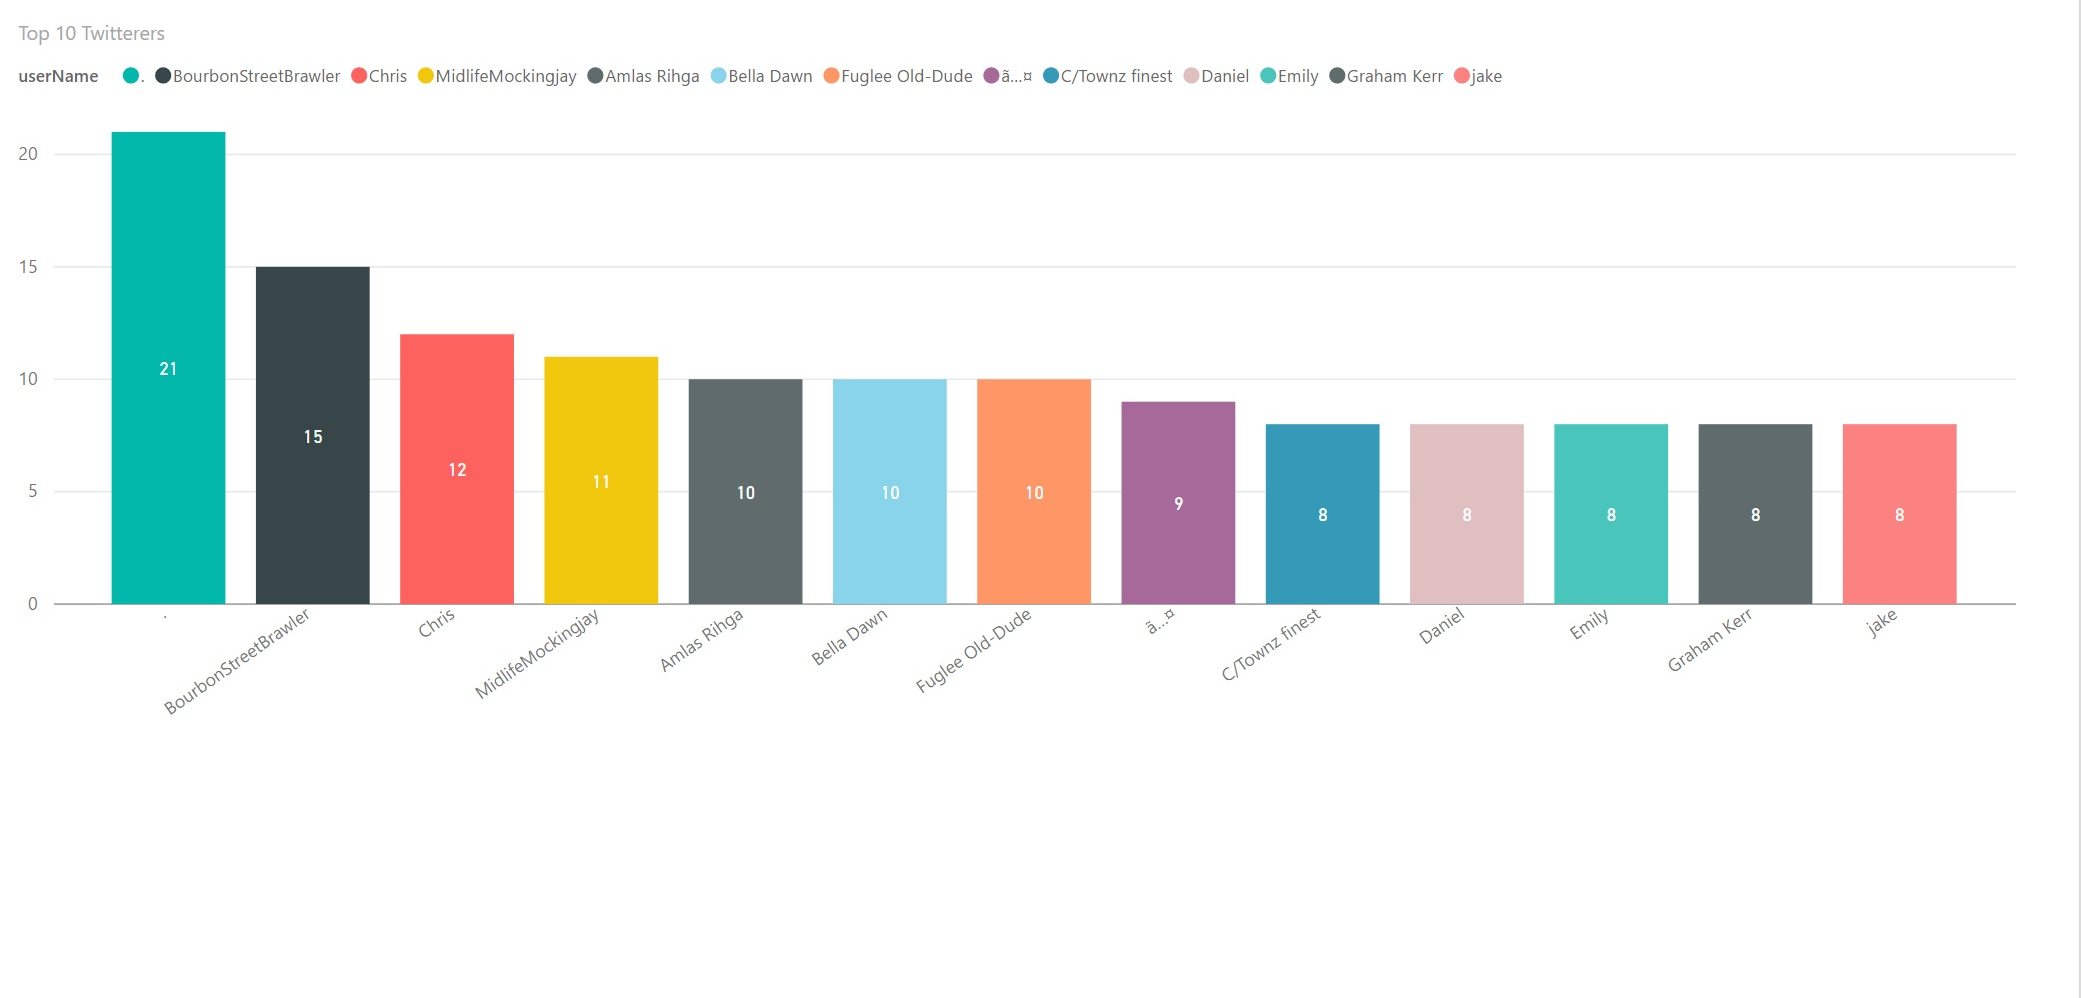 Top 10 Twitterers
userName . BourbonStreetBrawler Chris MidlifeMockingjay Amlas Rihga Bella Dawn Fuglee Old-Dude ã...¤ C/Townz finest Daniel Emily Graham Kerr jake
20
15
10
5
0
21
15
12
11
10
10
10
9
8
8
8
8
8
.
BourbonStreetBrawler
Chris
MidlifeMockingjay
Amlas Rihga
Bella Dawn
Fuglee Old-Dude
ã...¤
C/Townz finest
Daniel
Emily
Graham Kerr
jake